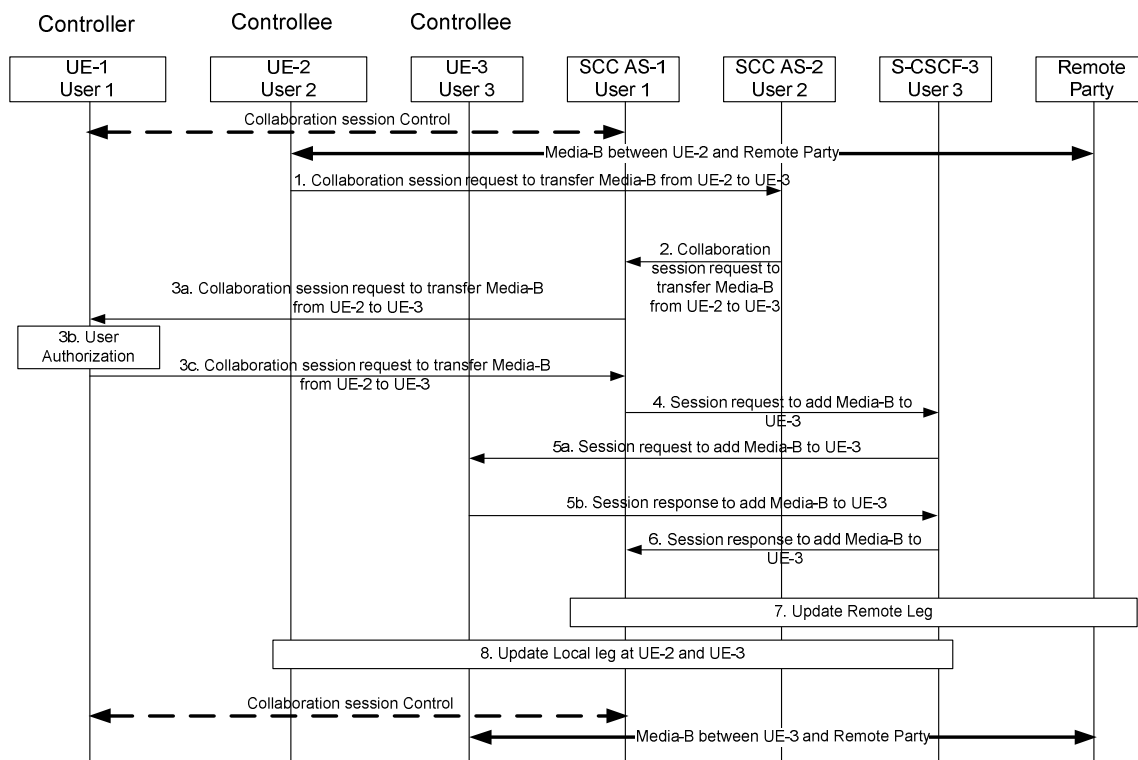 Controller
Controllee
Controllee
UE-1
User 1
UE-2
User 2
UE-3
User 3
SCC AS-1
User 1
SCC AS-2
User 2
S-CSCF-3
User 3
Remote
Party
Collaboration session Control
Media-B between UE-2 and Remote Party
1. Collaboration session request to transfer Media-B from UE-2 to UE-3
2. Collaboration
session request to
transfer Media-B
from UE-2 to UE-3
3a. Collaboration session request to transfer Media-B
from UE-2 to UE-3
3b. User
Authorization
3c. Collaboration session request to transfer Media-B
from UE-2 to UE-3
4. Session request to add Media-B to
UE-3
5a. Session request to add Media-B to UE-3
5b. Session response to add Media-B to UE-3
6. Session response to add Media-B to
UE-3
7. Update Remote Leg
8. Update Local leg at UE-2 and UE-3
Collaboration session Control
Media-B between UE-3 and Remote Party